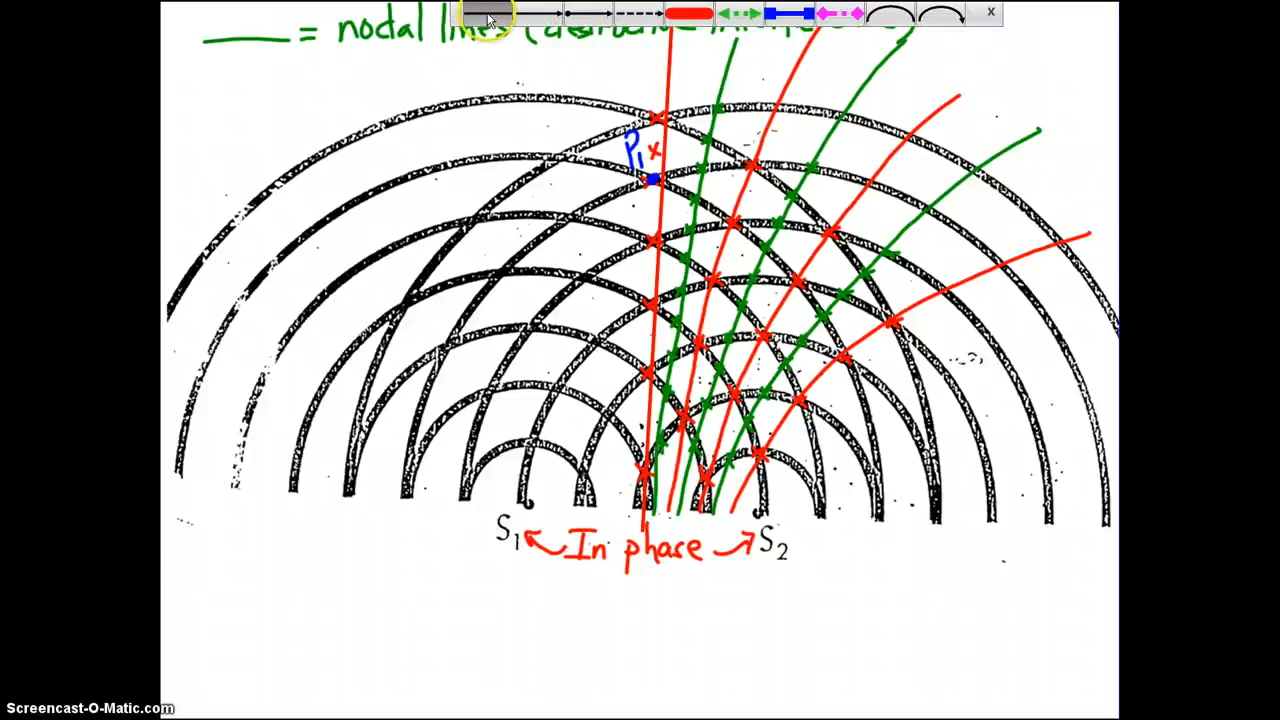 = nodal lines (
P1
S1 In phase S2
Screencast-O-Matic.com